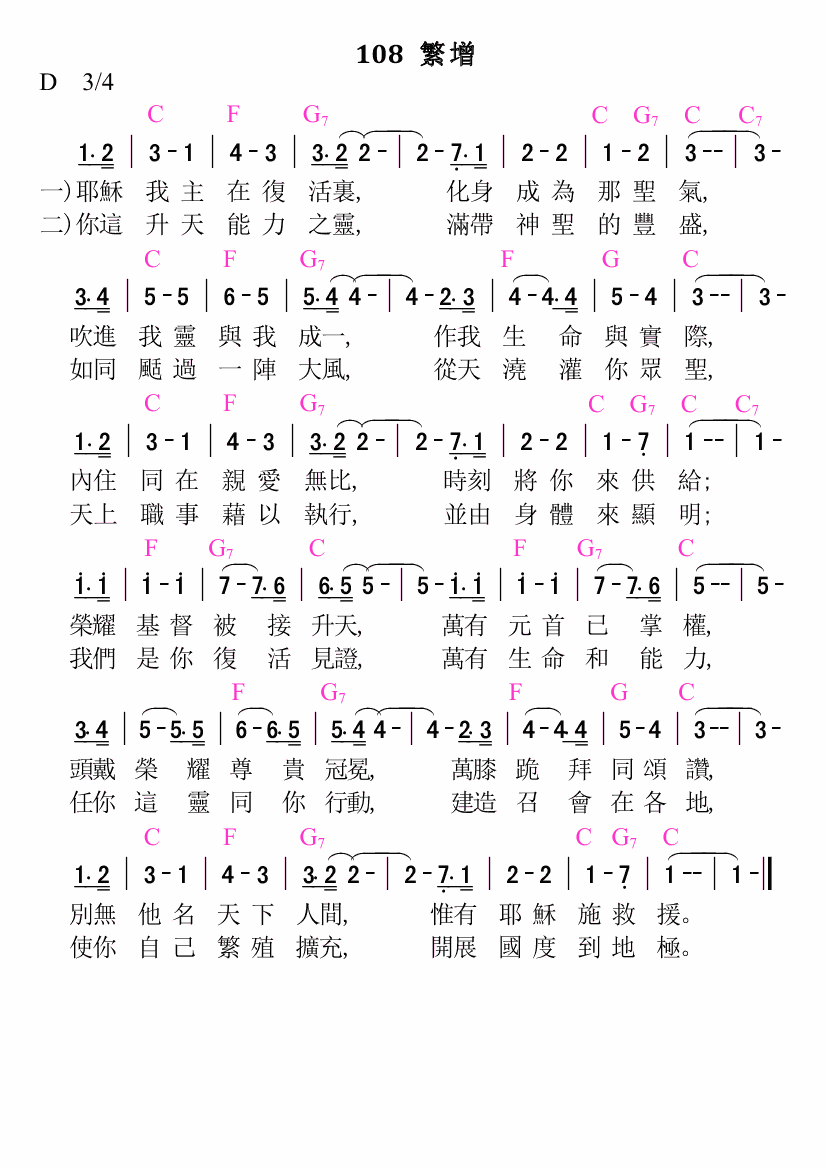 108 繁增
D 3/4
C F G7 C G7 C C7
1. 2 | 3 - 1 | 4 - 3 | 3. 2 2 - | 2 - 7. 1 | 2 - 2 | 1 - 2 | 3 -- | 3 -
一)耶穌 我 主 在 復 活裏, 化身 成 為 那 聖 氣,
二)你這 升 天 能 力 之靈, 滿帶 神 聖 的 豐 盛,
C F G7 F G C
3. 4 | 5 - 5 | 6 - 5 | 5. 4 4 - | 4 - 2. 3 | 4 - 4. 4 | 5 - 4 | 3 -- | 3 -
吹進 我 靈 與 我 成一, 作我 生 命 與 實 際,
如同 颳 過 一 陣 大風, 從天 澆 灌 你 眾 聖,
C F G7 C G7 C C7
1. 2 | 3 - 1 | 4 - 3 | 3. 2 2 - | 2 - 7. 1 | 2 - 2 | 1 - 7 | 1 -- | 1 -
內住 同 在 親 愛 無比, 時刻 將 你 來 供 給;
天上 職 事 藉 以 執行, 並由 身 體 來 顯 明;
F G7 C F G7 C
1. 1 | 1 - 1 | 7 - 7. 6 | 6. 5 5 - | 5 - 1. 1 | 1 - 1 | 7 - 7. 6 | 5 -- | 5 -
榮耀 基 督 被 接 升天, 萬有 元 首 已 掌 權,
我們 是 你 復 活 見證, 萬有 生 命 和 能 力,
F G7 F G C
3. 4 | 5 - 5. 5 | 6 - 6. 5 | 5. 4 4 - | 4 - 2. 3 | 4 - 4. 4 | 5 - 4 | 3 -- | 3 -
頭戴 榮 耀 尊 貴 冠冕, 萬膝 跪 拜 同 頌 讚,
任你 這 靈 同 你 行動, 建造 召 會 在 各 地,
C F G7 C G7 C
1. 2 | 3 - 1 | 4 - 3 | 3. 2 2 - | 2 - 7. 1 | 2 - 2 | 1 - 7 | 1 -- | 1 - ‖
別無 他 名 天 下 人間, 惟有 耶 穌 施 救 援。
使你 自 己 繁 殖 擴充, 開展 國 度 到 地 極。